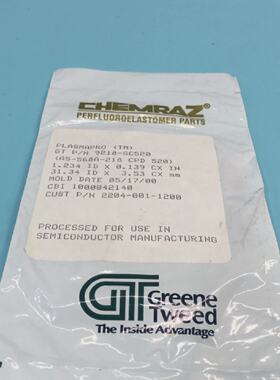 CHEMRAZ®
PERFLUOROELASTOMER PARTS
PLASMAPRO (TM)
GT P/N 9218-SC520
(AS-568A-218 CPD 520)
1.234 ID X 0.139 CX IN
31.34 ID X 3.53 CX mm
MOLD DATE 05/17/00
CBI 1000842140
CUST P/N 2204-001-1200
PROCESSED FOR USE IN
SEMICONDUCTOR MANUFACTURING
GT Greene
Tweed
The Inside Advantage